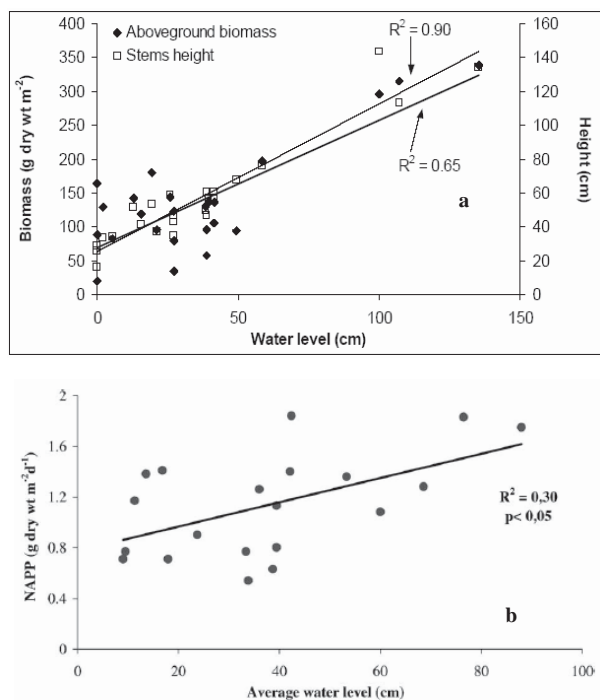 a
400
350
300
250
200
150
100
50
0
Biomass (g dry wt m-2)
Aboveground biomass
Stems height
R2 = 0.90
R2 = 0.65
a
160
140
120
100
80
60
40
20
0
Height (cm)
0
50
100
150
Water level (cm)
2
1.6
1.2
0.8
0.4
0
NAPP (g dry wt m-2d-1)
R2 = 0,30
p< 0,05
b
0
20
40
60
80
100
Average water level (cm)